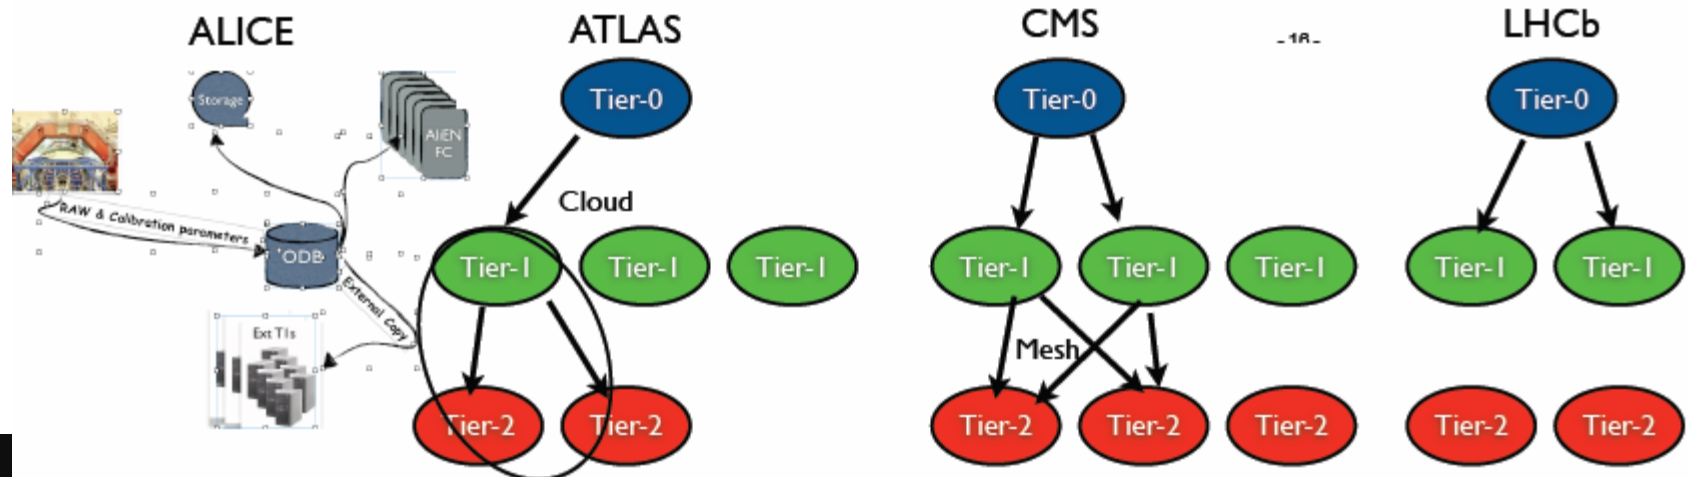 ALICE
ATLAS
CMS
LHCb
Storage
AliEN
FC
RAW & Calibration parameters
ODB
External Copy
Ext T1s
Tier-0
Cloud
Tier-1 Tier-1 Tier-1
Tier-2 Tier-2
Tier-0
Tier-1 Tier-1 Tier-1
Mesh
Tier-2 Tier-2 Tier-2
Tier-0
Tier-1 Tier-1
Tier-2 Tier-2